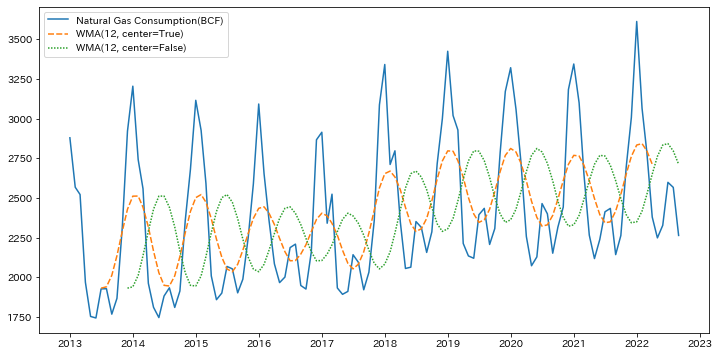 Natural Gas Consumption(BCF)
WMA(12, center=True)
WMA(12, center=False)
3500
3250
3000
2750
2500
2250
2000
1750
2013 2014 2015 2016 2017 2018 2019 2020 2021 2022 2023